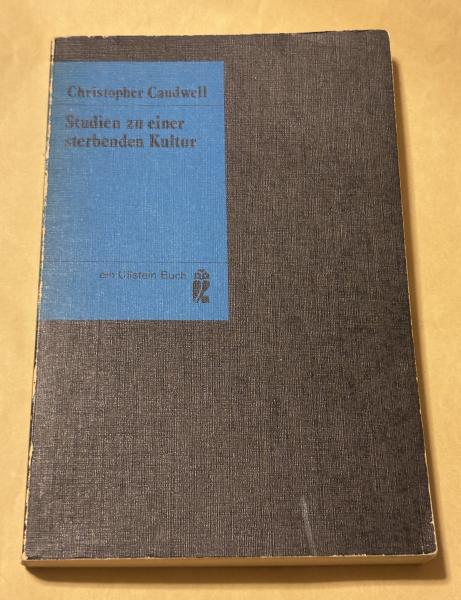 Christopher Caudwell
Studien zu einer
sterbenden Kultur
ein Ullstein Buch